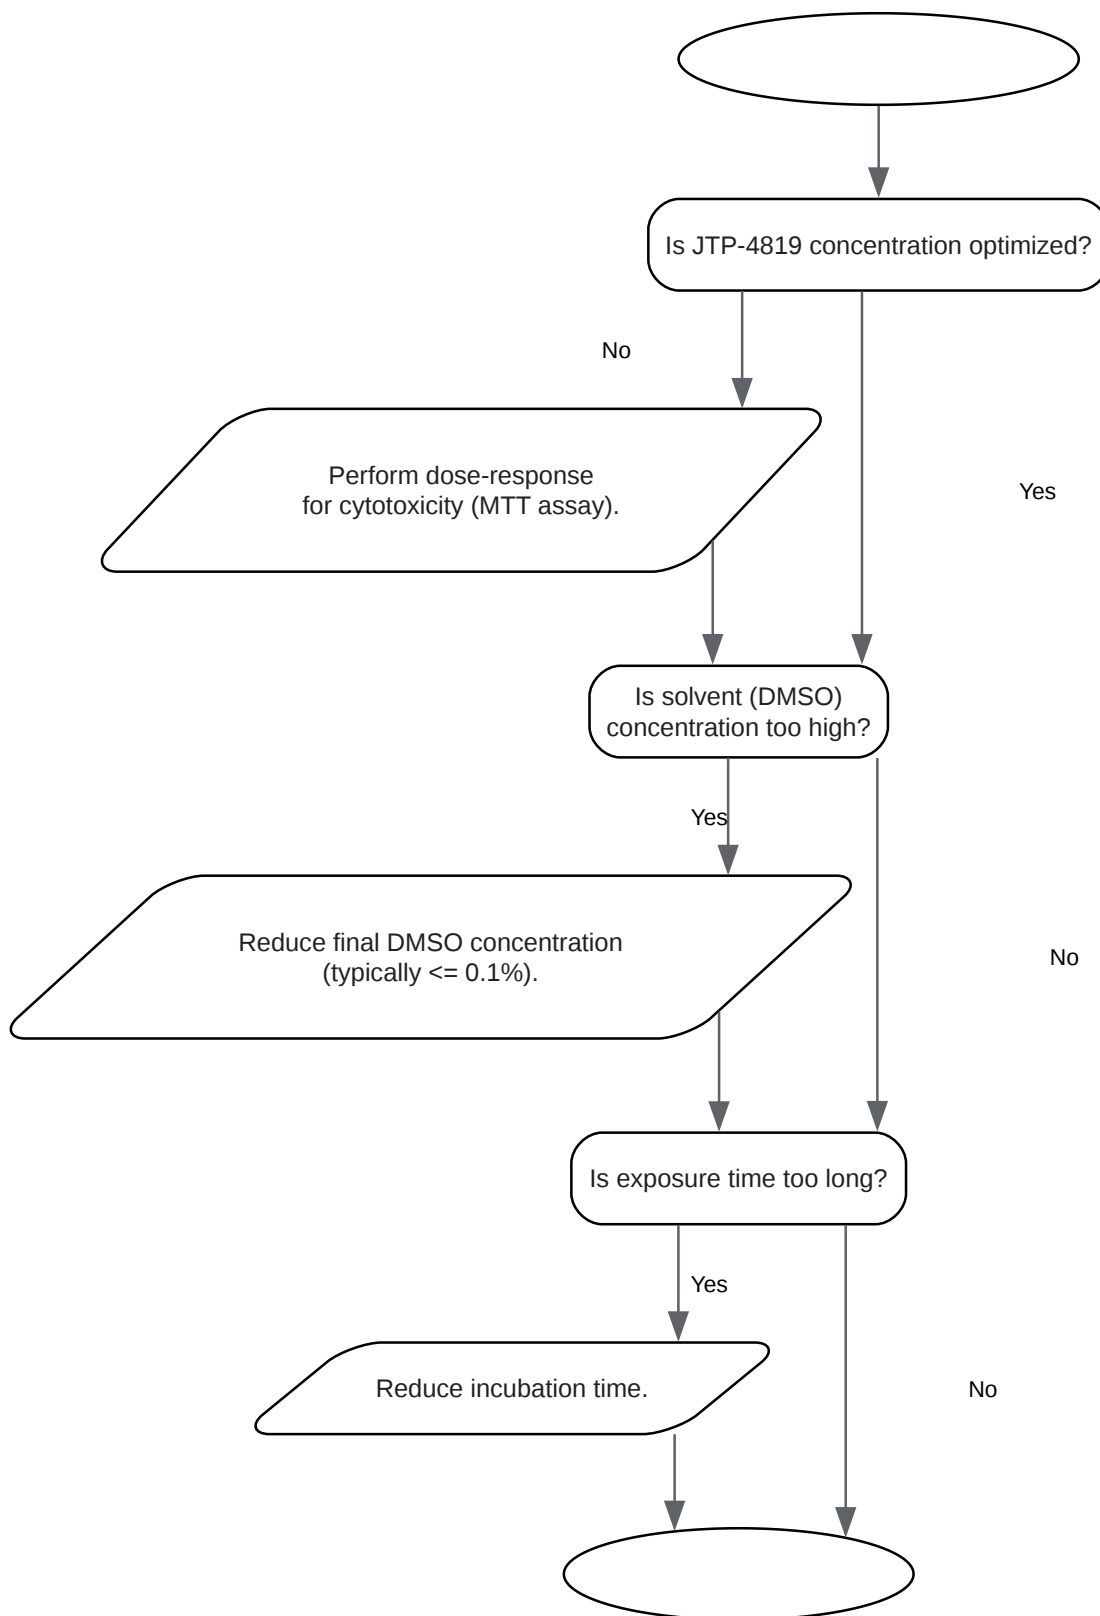 Is JTP-4819 concentration optimized?
No
Perform dose-response
for cytotoxicity (MTT assay).
Yes
Is solvent (DMSO)
concentration too high?
Yes
Reduce final DMSO concentration
(typically <= 0.1%).
No
Is exposure time too long?
Yes
Reduce incubation time.
No